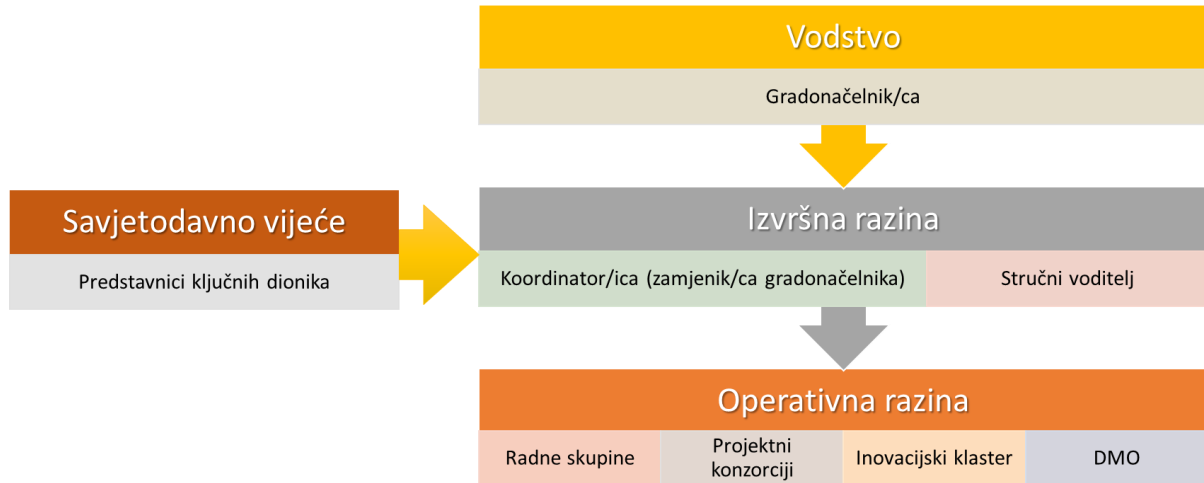 Vodstvo
Gradonačelnik/ca
Savjetodavno vijeće
Predstavnici ključnih dionika
Izvršna razina
Koordinator/ica (zamjenik/ca gradonačelnika)
Stručni voditelj
Operativna razina
Radne skupine
Projektni
konzorciji
Inovacijski klaster
DMO